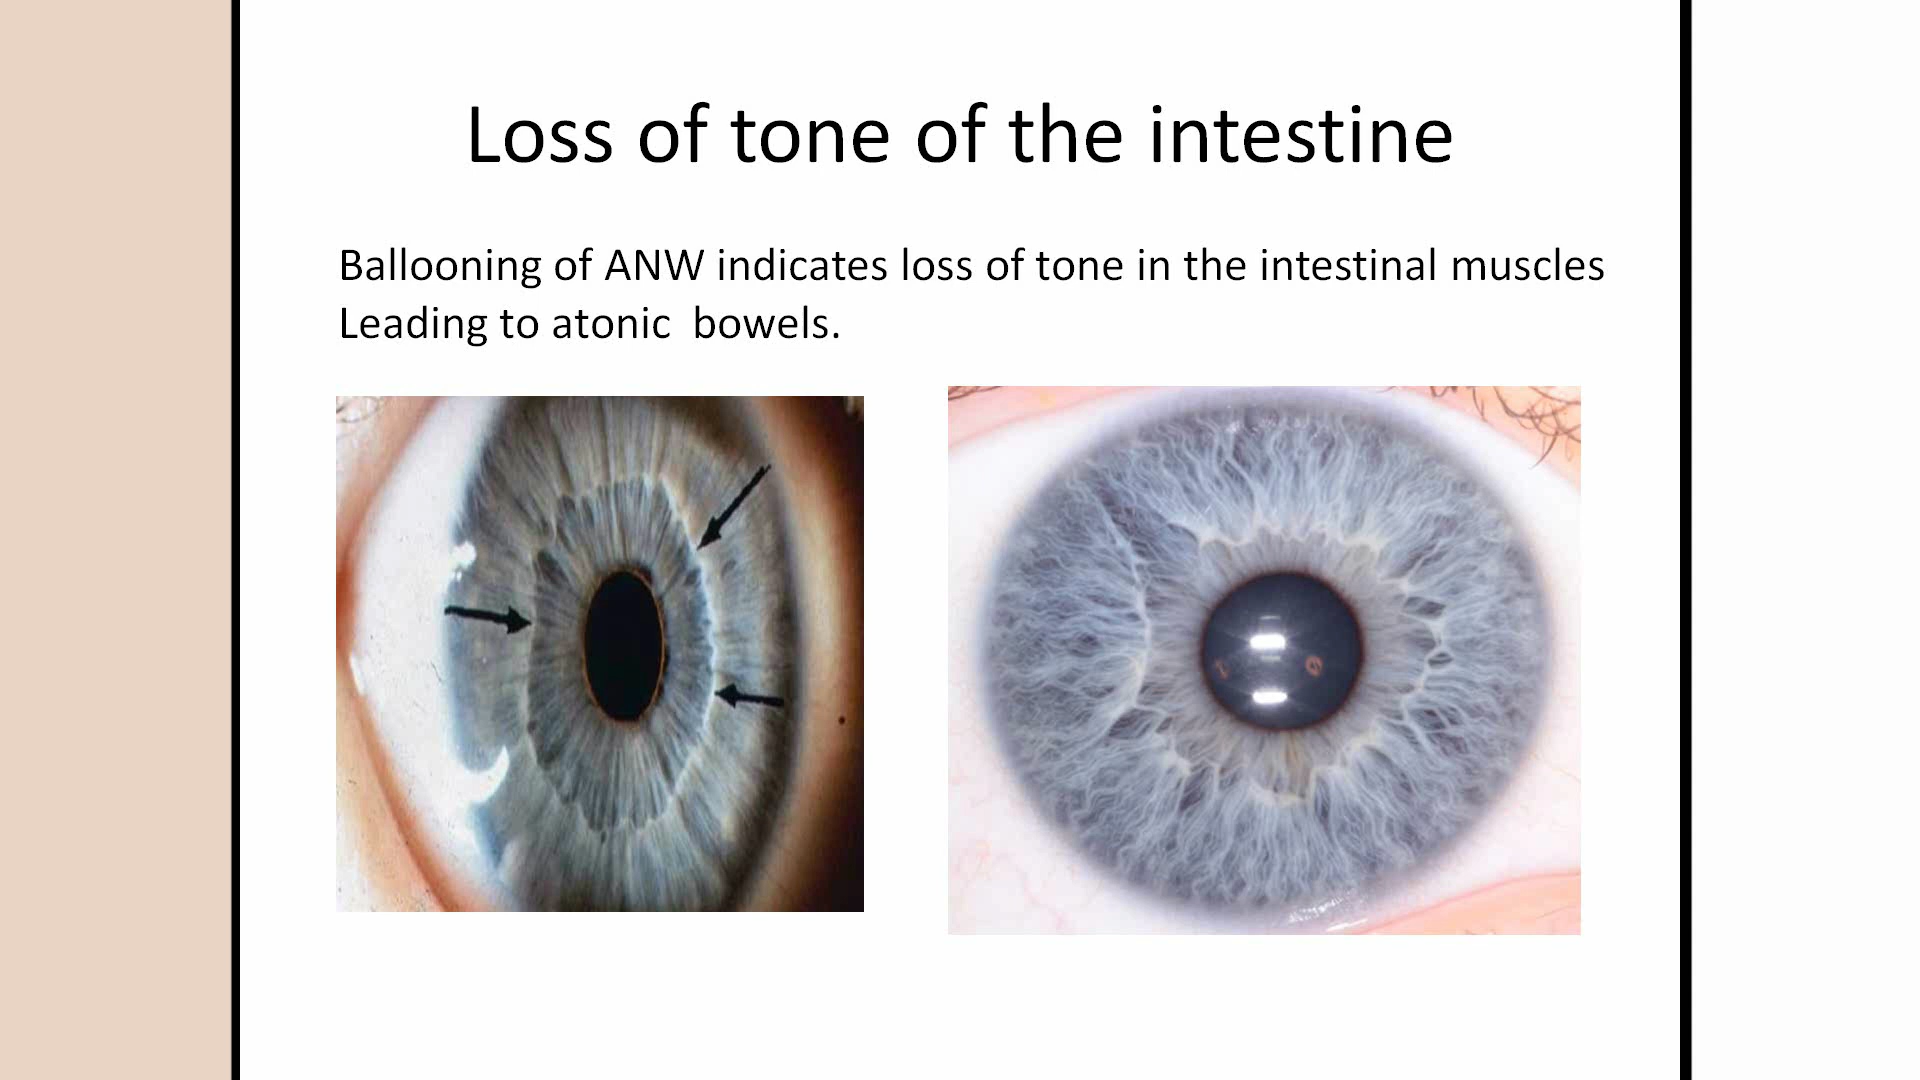 Loss of tone of the intestine
Ballooning of ANW indicates loss of tone in the intestinal muscles
Leading to atonic  bowels.